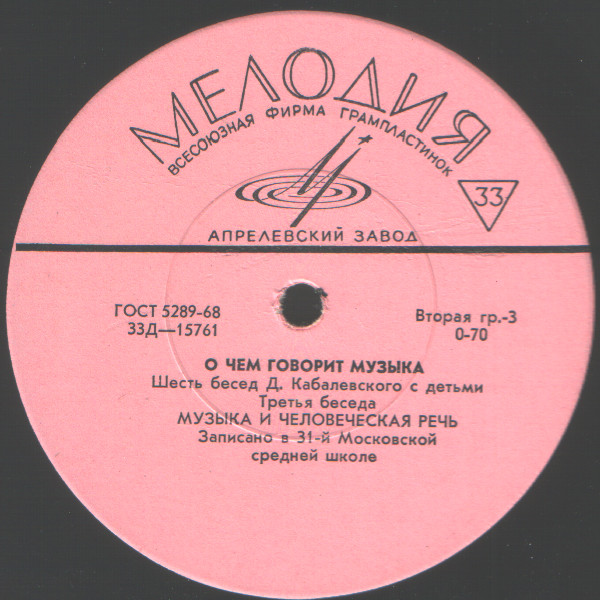 МЕЛОДИЯ
ВСЕСОЮЗНАЯ ФИРМА ГРАМПЛАСТИНОК
33
АПРЕЛЕВСКИЙ ЗАВОД
ГОСТ 5289-68
33Д—15761
Вторая гр.-3
0-70
О ЧЕМ ГОВОРИТ МУЗЫКА
Шесть бесед Д. Кабалевского с детьми
Третья беседа
МУЗЫКА И ЧЕЛОВЕЧЕСКАЯ РЕЧЬ
Записано в 31-й Московской
средней школе